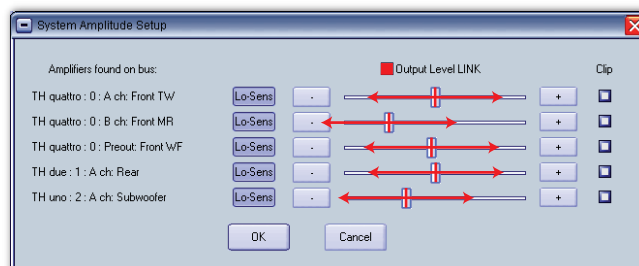 System Amplitude Setup
Amplifiers found on bus: Output Level LINK Clip
TH quattro : 0 : A ch: Front TW Lo-Sens - +
TH quattro : 0 : B ch: Front MR Lo-Sens - +
TH quattro : 0 : Preout: Front WF Lo-Sens - +
TH due : 1 : A ch: Rear Lo-Sens - +
TH uno : 2 : A ch: Subwoofer Lo-Sens - +
OK Cancel